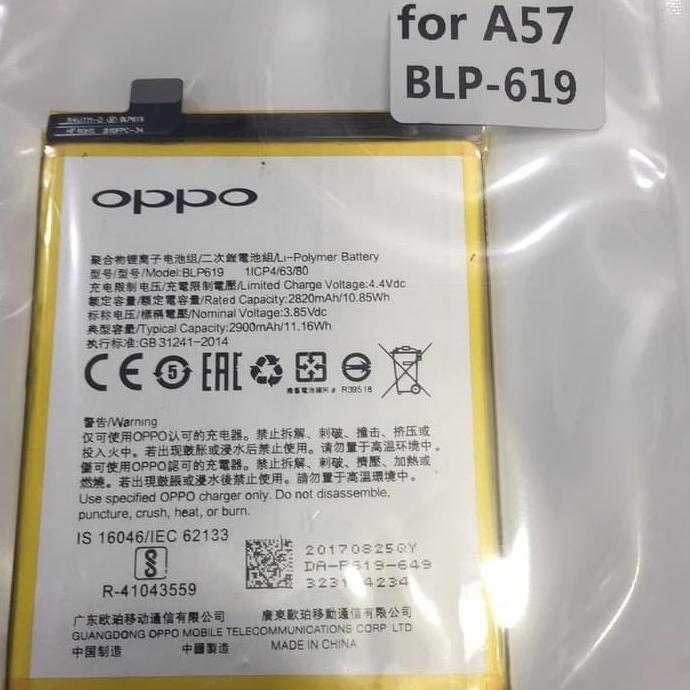 for A57
BLP-619
BLP619
oppo
聚合物锂离子电池组/二次鋰電池組/Li-Polymer Battery
型号/型号/Model:BLP619 1ICP4/63/80
充电限制电压/充電限制電壓/Limited Charge Voltage:4.4Vdc
额定容量/額定電容量/Rated Capacity:2820mAh/10.85Wh
标称电压/標稱電壓/Nominal Voltage:3.85Vdc
典型容量/Typical Capacity:2900mAh/11.16Wh
执行标准:GB 31241-2014
CE 5 EAC R39518
警告/Warning
仅可使用OPPO认可的充电器。禁止拆解、刺破、撞击、挤压或
投入火中。若出现鼓胀或浸水后禁止使用。请勿置于高温环境中。
僅可使用OPPO認可的充電器。禁止拆解、刺破、擠壓、加熱或
燃燒。若出現鼓脹或浸水後禁止使用。請勿置于高溫環境中。
Use specified OPPO charger only. Do not disassemble,
puncture, crush, heat, or burn.
IS 16046/IEC 62133
R-41043559
20170825QY
4234
广东欧珀移动通信有限公司 廣東歐珀移動通信有限公司
GUANGDONG OPPO MOBILE TELECOMMUNICATIONS CORP LTD
中国制造 中國製造 MADE IN CHINA